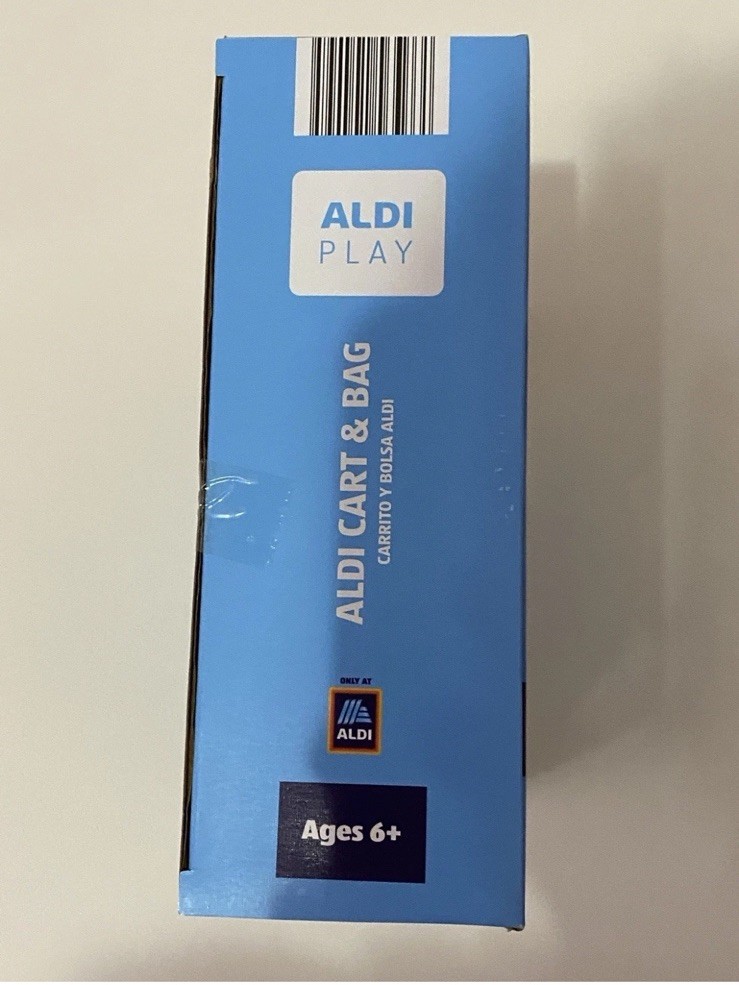 ALDI
PLAY
ALDI CART & BAG
CARRITO Y BOLSA ALDI
ONLY AT
ALDI
Ages 6+